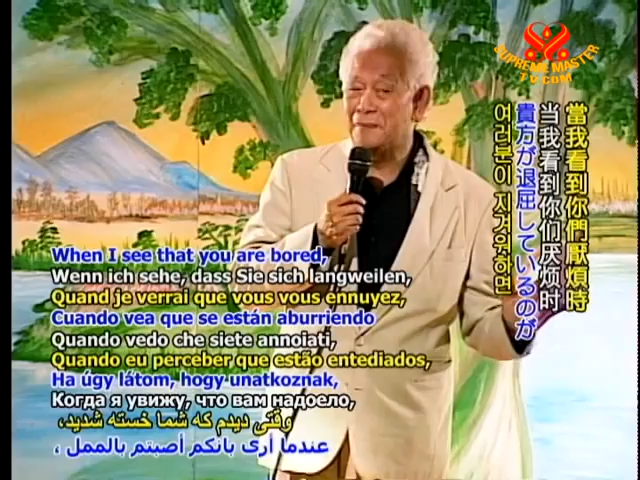 SUPREME MASTER
TV.COM
When I see that you are bored,
Wenn ich sehe, dass Sie sich langweilen,
Quand je verrai que vous vous ennuyez,
Cuando vea que se están aburriendo
Quando vedo che siete annoiati,
Quando eu perceber que estão entediados,
Ha úgy látom, hogy unatkoznak,
Когда я увижу, что вам надоело,
وقتی دیدم که شما خسته شدید،
عندما أرى بأنكم أصبتم بالملل ،
當我看到你們厭煩時
当我看到你们厌烦时
貴方が退屈しているのが
여러분이 지겨워하면